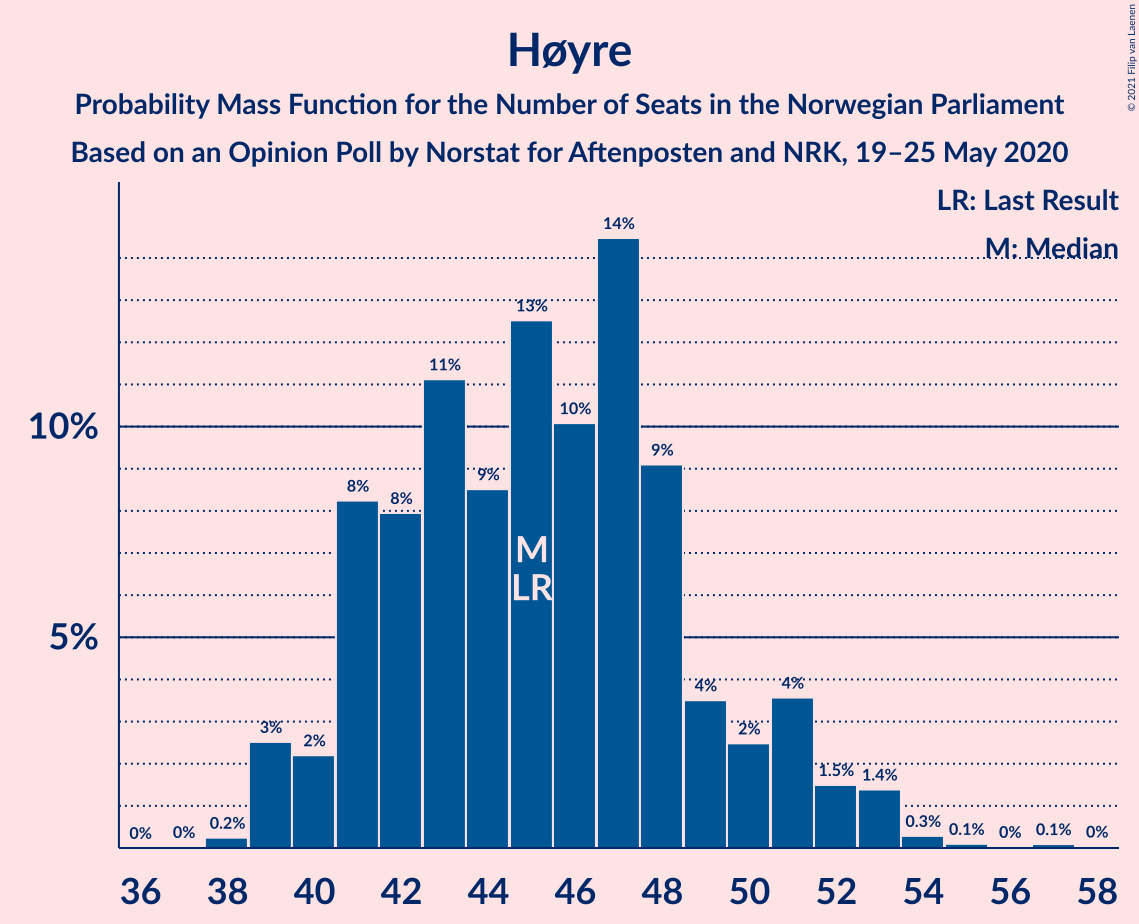 Høyre
Probability Mass Function for the Number of Seats in the Norwegian Parliament
Based on an Opinion Poll by Norstat for Aftenposten and NRK, 19–25 May 2020
© 2021 Filip van Laenen
LR: Last Result
M: Median
10%
5%
0%
0%
0.2%
3%
2%
8%
8%
11%
9%
13%
10%
14%
9%
4%
2%
4%
1.5%
1.4%
0.3%
0.1%
0%
0.1%
0%
M
LR
36 38 40 42 44 46 48 50 52 54 56 58